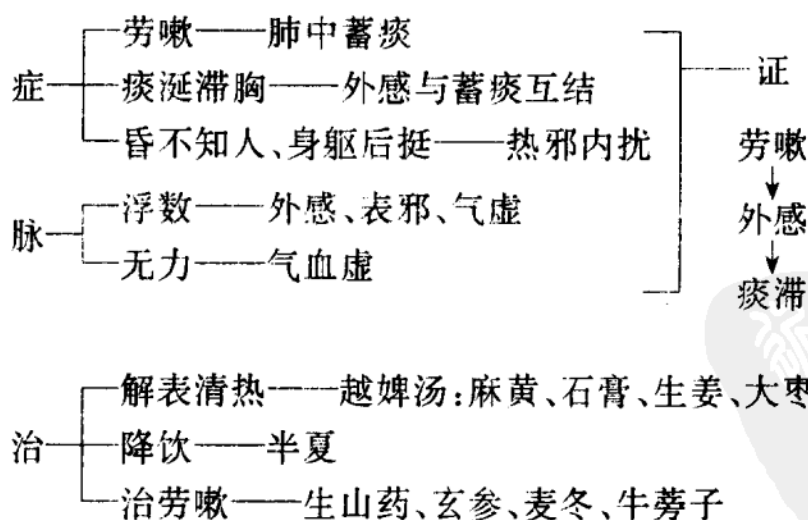 劳嗽——肺中蓄痰
症 痰涎滞胸——外感与蓄痰互结 证
昏不知人、身躯后挺——热邪内扰 劳嗽
脉 浮数——外感、表邪、气虚 外感
无力——气血虚 痰滞
解表清热——越婢汤：麻黄、石膏、生姜、大枣
治 降饮——半夏
治劳嗽——生山药、玄参、麦冬、牛蒡子